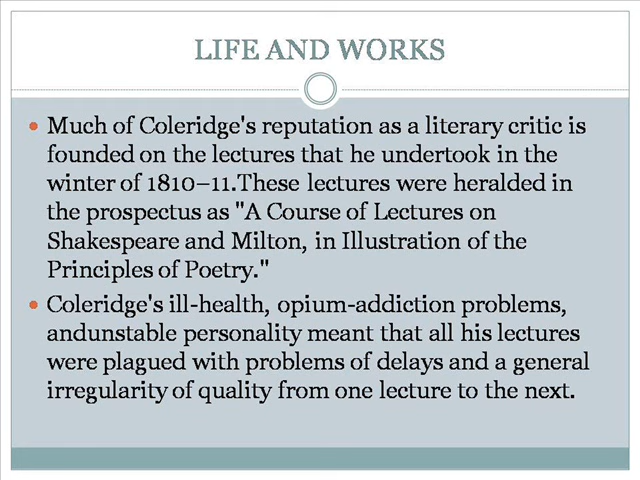 LIFE AND WORKS
Much of Coleridge's reputation as a literary critic is
founded on the lectures that he undertook in the
winter of 1810–11.These lectures were heralded in
the prospectus as "A Course of Lectures on
Shakespeare and Milton, in Illustration of the
Principles of Poetry."
Coleridge's ill-health, opium-addiction problems,
andunstable personality meant that all his lectures
were plagued with problems of delays and a general
irregularity of quality from one lecture to the next.